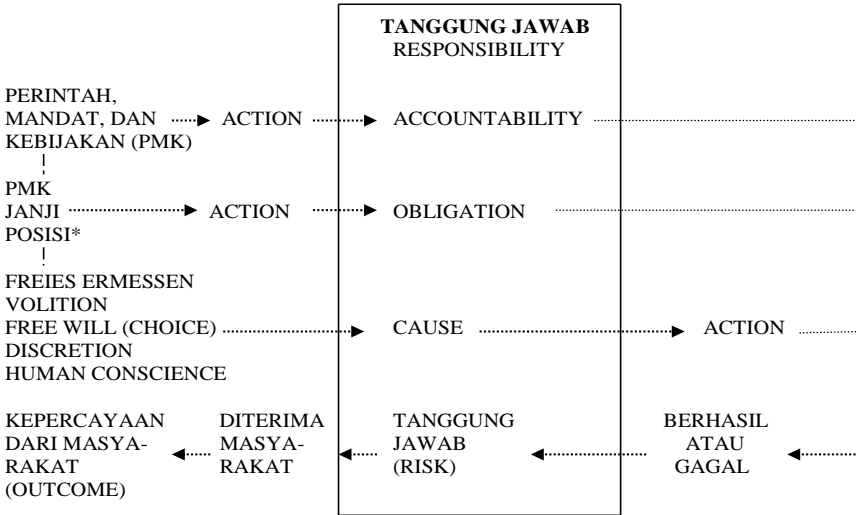 TANGGUNG JAWAB
RESPONSIBILITY
PERINTAH,
MANDAT, DAN
KEBIJAKAN (PMK)
ACTION
ACCOUNTABILITY
PMK
JANJI
POSISI*
ACTION
OBLIGATION
FREIES ERMESSEN
VOLITION
FREE WILL (CHOICE)
DISCRETION
HUMAN CONSCIENCE
CAUSE
ACTION
KEPERCAYAAN
DARI MASYA-
RAKAT
(OUTCOME)
DITERIMA
MASYA-
RAKAT
TANGGUNG
JAWAB
(RISK)
BERHASIL
ATAU
GAGAL